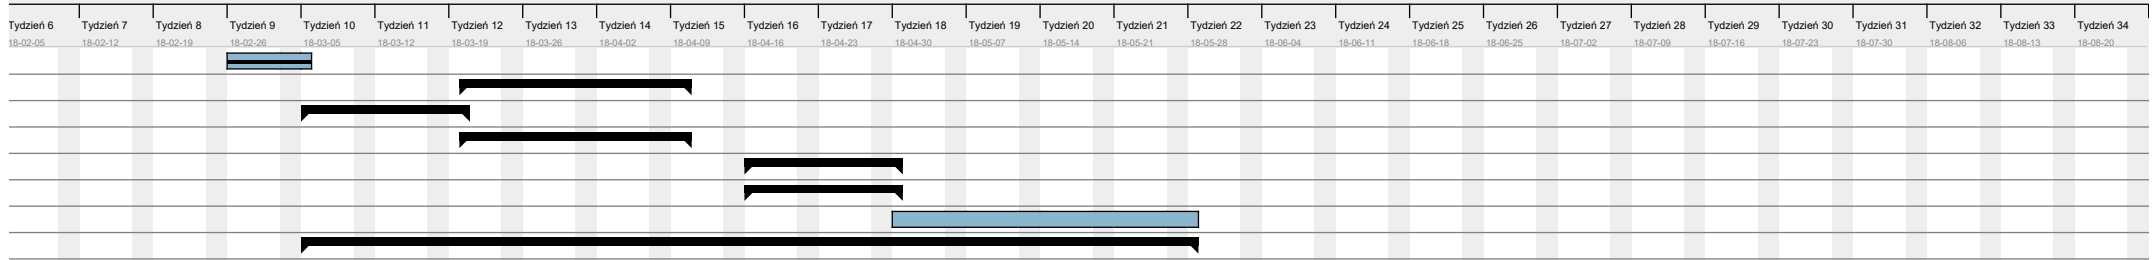 Tydzień 6 Tydzień 7 Tydzień 8 Tydzień 9 Tydzień 10 Tydzień 11 Tydzień 12 Tydzień 13 Tydzień 14 Tydzień 15 Tydzień 16 Tydzień 17 Tydzień 18 Tydzień 19 Tydzień 20 Tydzień 21 Tydzień 22 Tydzień 23 Tydzień 24 Tydzień 25 Tydzień 26 Tydzień 27 Tydzień 28 Tydzień 29 Tydzień 30 Tydzień 31 Tydzień 32 Tydzień 33 Tydzień 34
18-02-05 18-02-12 18-02-19 18-02-26 18-03-05 18-03-12 18-03-19 18-03-26 18-04-02 18-04-09 18-04-16 18-04-23 18-04-30 18-05-07 18-05-14 18-05-21 18-05-28 18-06-04 18-06-11 18-06-18 18-06-25 18-07-02 18-07-09 18-07-16 18-07-23 18-07-30 18-08-06 18-08-13 18-08-20